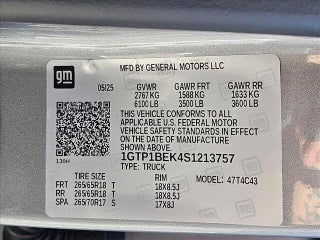 gm
MFD BY GENERAL MOTORS LLC
05/25 GVWR GAWR FRT GAWR RR
2767 KG 1588 KG 1633 KG
6100 LB 3500 LB 3600 LB
THIS VEHICLE CONFORMS TO ALL
APPLICABLE U.S. FEDERAL MOTOR
VEHICLE SAFETY STANDARDS IN EFFECT
ON THE DATE OF MANUFACTURE
SHOWN ABOVE.
1GTP1BEK4S1213757
TYPE: TRUCK MODEL: 47T4C43
TIRE SIZE RIM
FRT 265/65R18 T 18X8.5J
RR 265/65R18 T 18X8.5J
SPA 265/70R17 S 17X8J